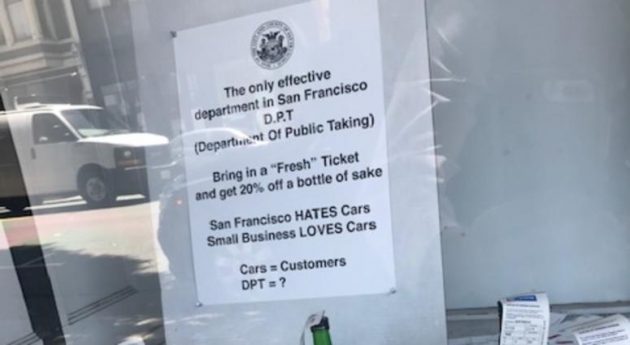 The only effective
department in San Francisco
D.P.T
(Department Of Public Taking)
Bring in a "Fresh" Ticket
and get 20% off a bottle of sake
San Francisco HATES Cars
Small Business LOVES Cars
Cars = Customers
DPT = ?